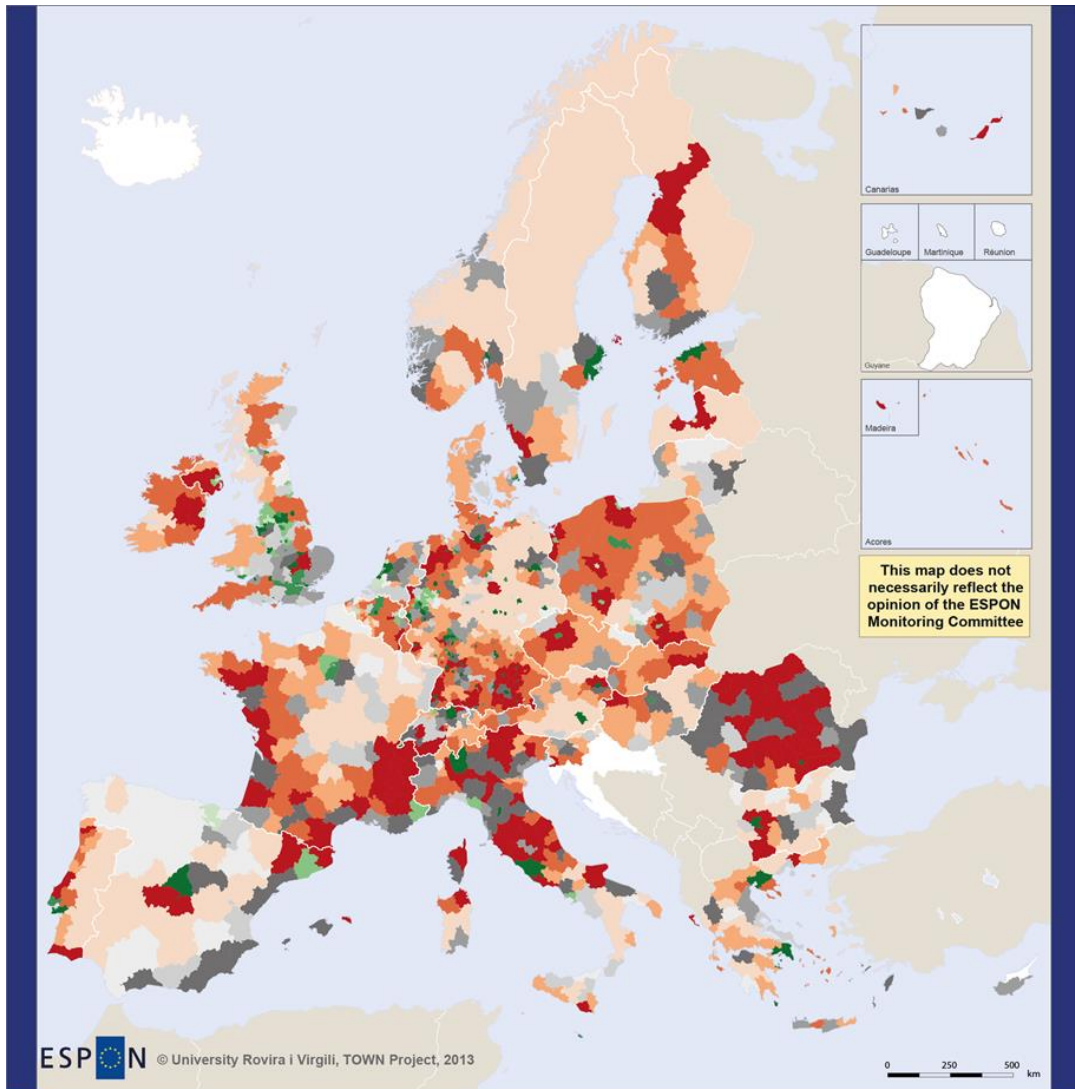 Canarias
Guadeloupe
Martinique
Réunion
Guyane
Madeira
Acores
This map does not
necessarily reflect the
opinion of the ESPON
Monitoring Committee
ESPON © University Rovira i Virgili, TOWN Project, 2013
0 250 500
km